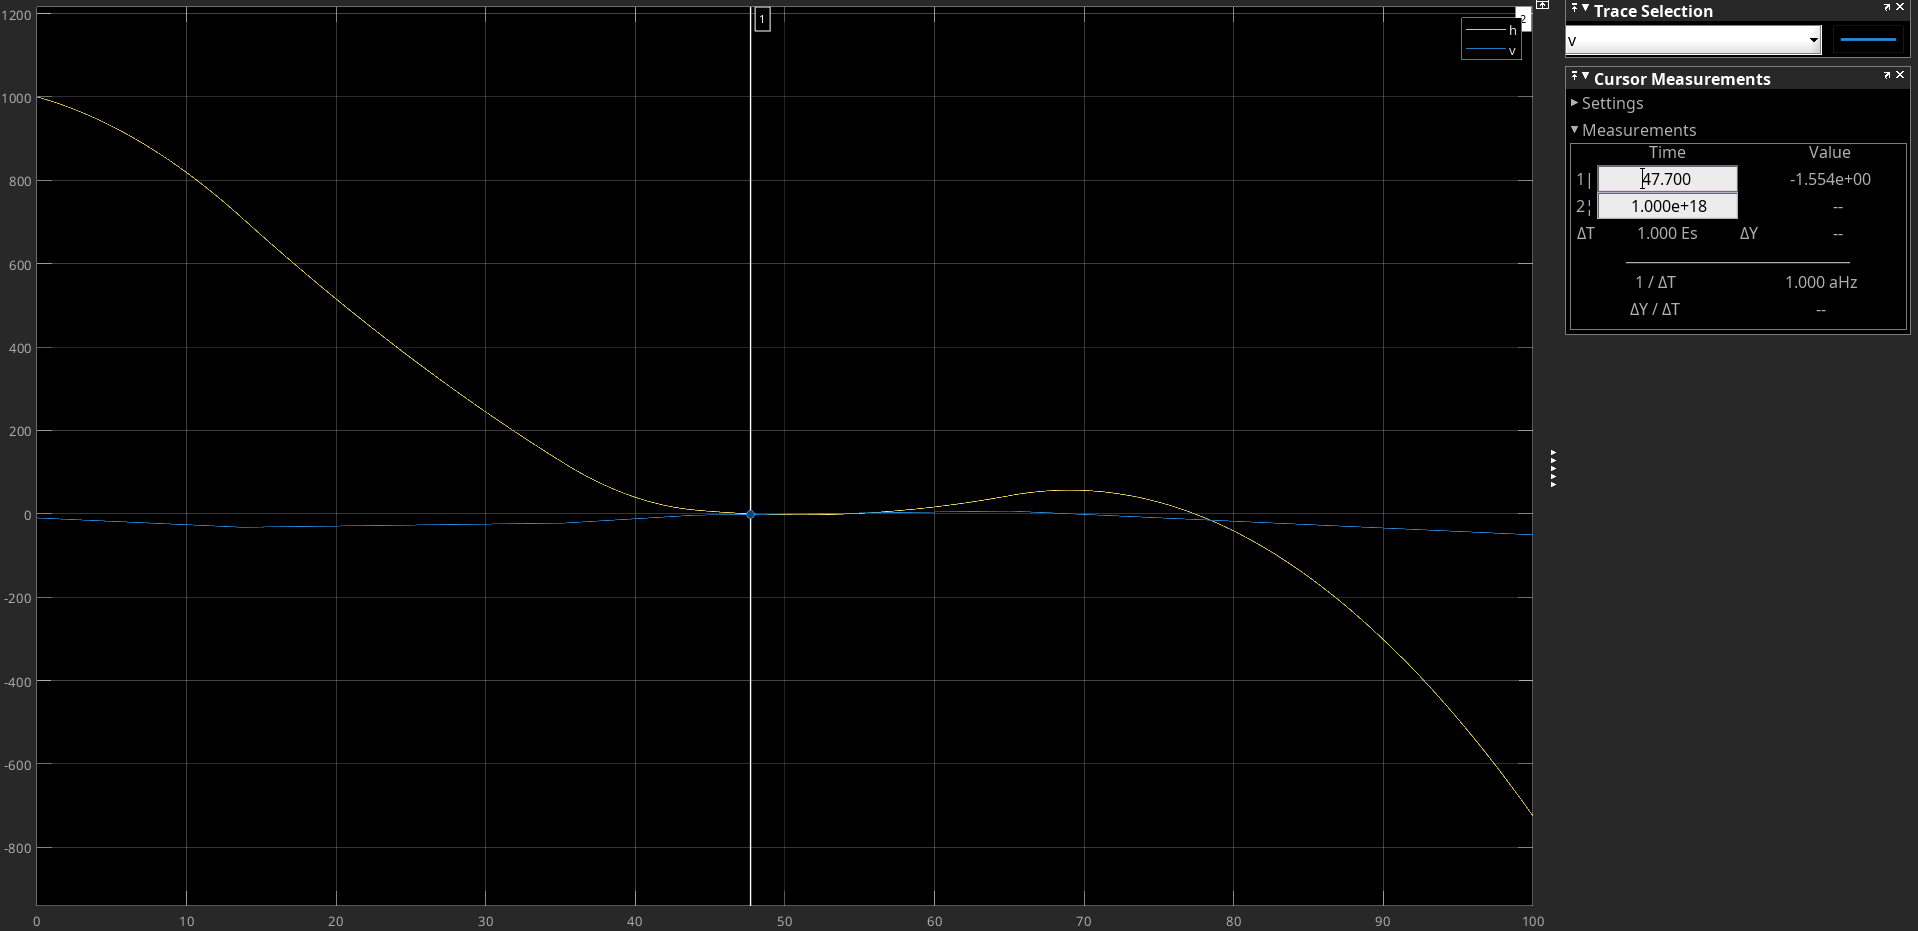 1200
1000
800
600
400
200
0
-200
-400
-600
-800
0 10 20 30 40 50 60 70 80 90 100
1
2
h
v
Trace Selection
v
Cursor Measurements
Settings
Measurements
Time Value
1| 47.700 -1.554e+00
2¦ 1.000e+18 --
ΔT 1.000 Es ΔY --
1 / ΔT 1.000 aHz
ΔY / ΔT --